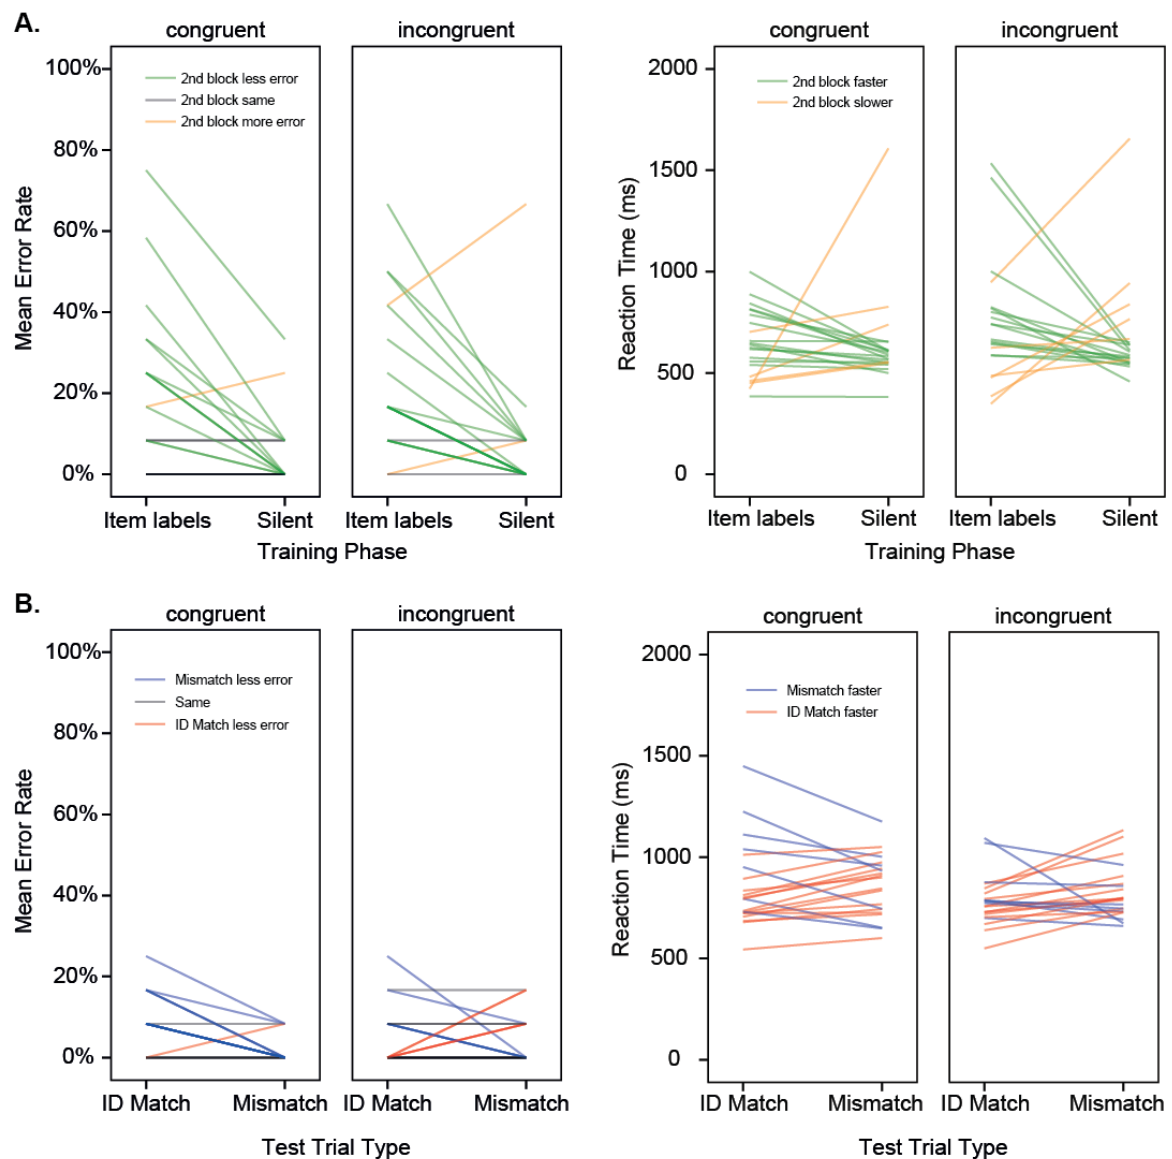 A.
congruent
incongruent
congruent
incongruent
100%
80%
60%
40%
20%
0%
Mean Error Rate
2nd block less error
2nd block same
2nd block more error
Item labels
Silent
Item labels
Silent
Training Phase
2000
1500
1000
500
0
Reaction Time (ms)
2nd block faster
2nd block slower
Item labels
Silent
Item labels
Silent
Training Phase
B.
congruent
incongruent
congruent
incongruent
100%
80%
60%
40%
20%
0%
Mean Error Rate
Mismatch less error
Same
ID Match less error
ID Match
Mismatch
ID Match
Mismatch
Test Trial Type
2000
1500
1000
500
0
Reaction Time (ms)
Mismatch faster
ID Match faster
ID Match
Mismatch
ID Match
Mismatch
Test Trial Type